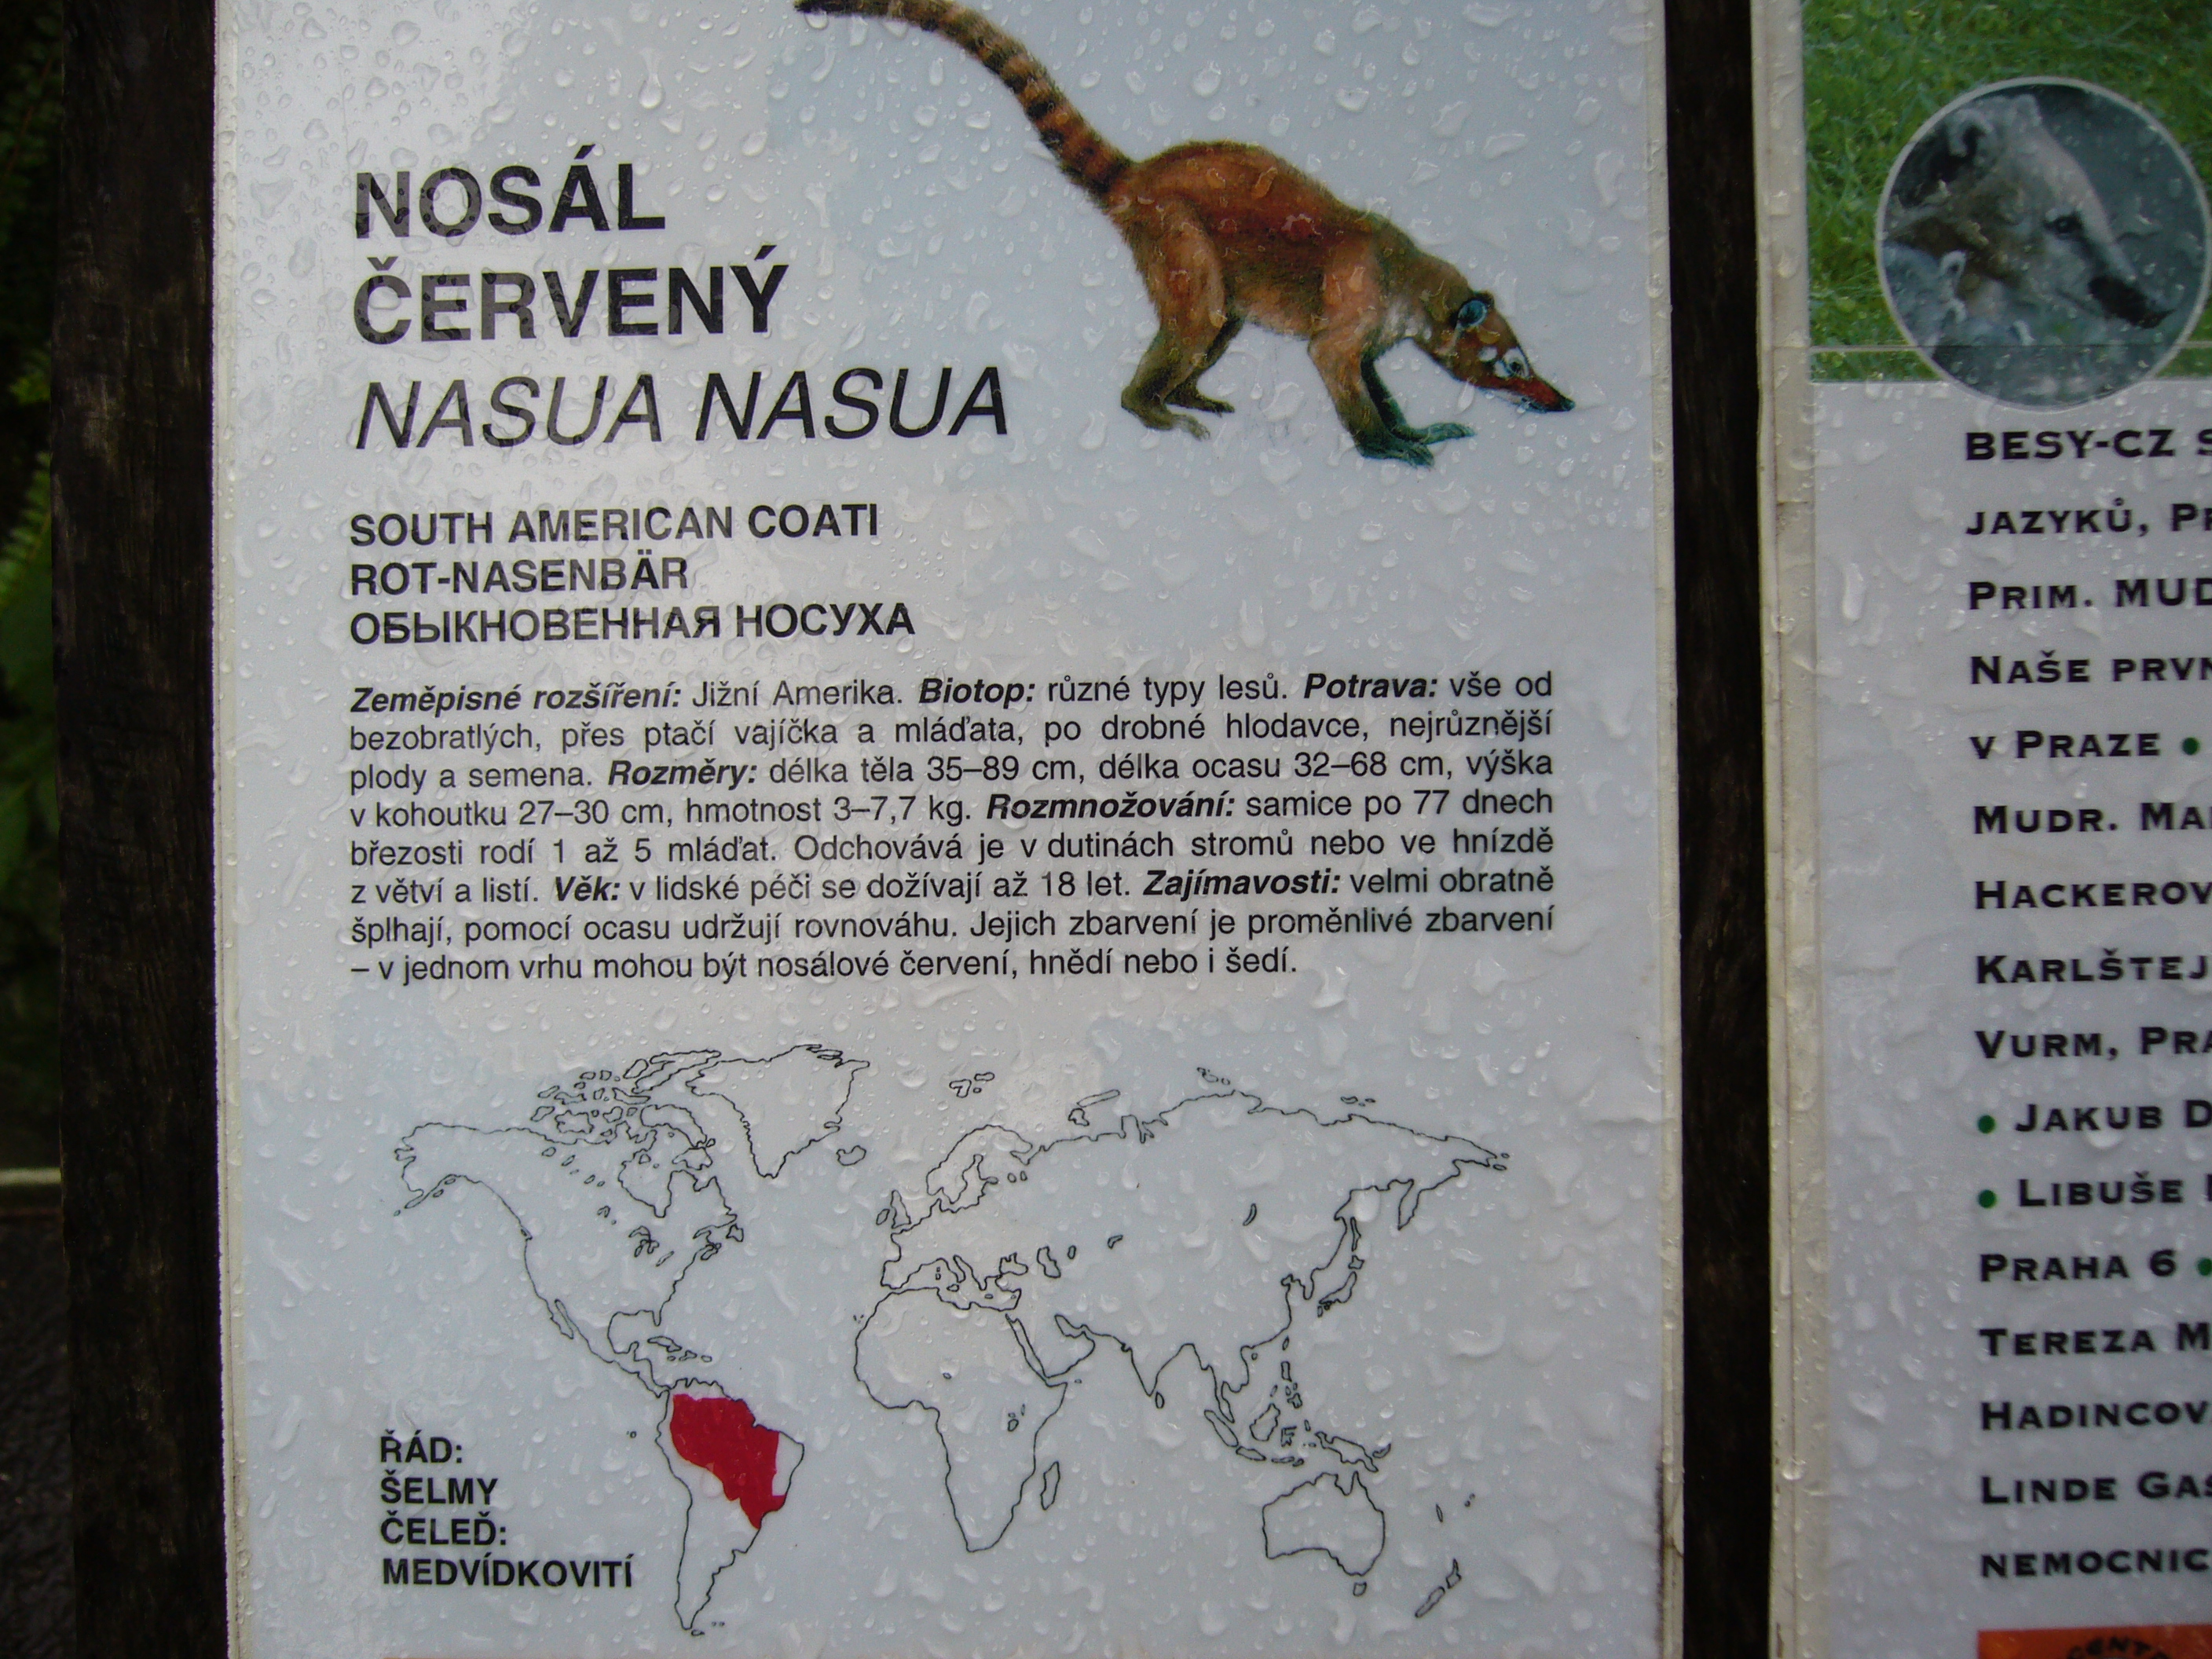 NOSÁL
ČERVENÝ
NASUA NASUA
SOUTH AMERICAN COATI
ROT-NASENBÄR
ОБЫКНОВЕННАЯ НОСУХА
Zeměpisné rozšíření: Jižní Amerika. Biotop: různé typy lesů. Potrava: vše od
bezobratlých, přes ptačí vajíčka a mláďata, po drobné hlodavce, nejrůznější
plody a semena. Rozměry: délka těla 35–89 cm, délka ocasu 32–68 cm, výška
v kohoutku 27–30 cm, hmotnost 3–7,7 kg. Rozmnožování: samice po 77 dnech
březosti rodí 1 až 5 mláďat. Odchovává je v dutinách stromů nebo ve hnízdě
z větví a listí. Věk: v lidské péči se dožívají až 18 let. Zajímavosti: velmi obratně
šplhají, pomocí ocasu udržují rovnováhu. Jejich zbarvení je proměnlivé zbarvení
– v jednom vrhu mohou být nosálové červení, hnědí nebo i šedí.
ŘÁD:
ŠELMY
ČELEĎ:
MEDVÍDKOVITÍ
BESY-CZ
JAZYKŮ,
PRIM.
NAŠE
V PRAZE •
MUDR.
VURM,
• JAKUB
• LIBUŠE
PRAHA 6 •
TEREZA
LINDE